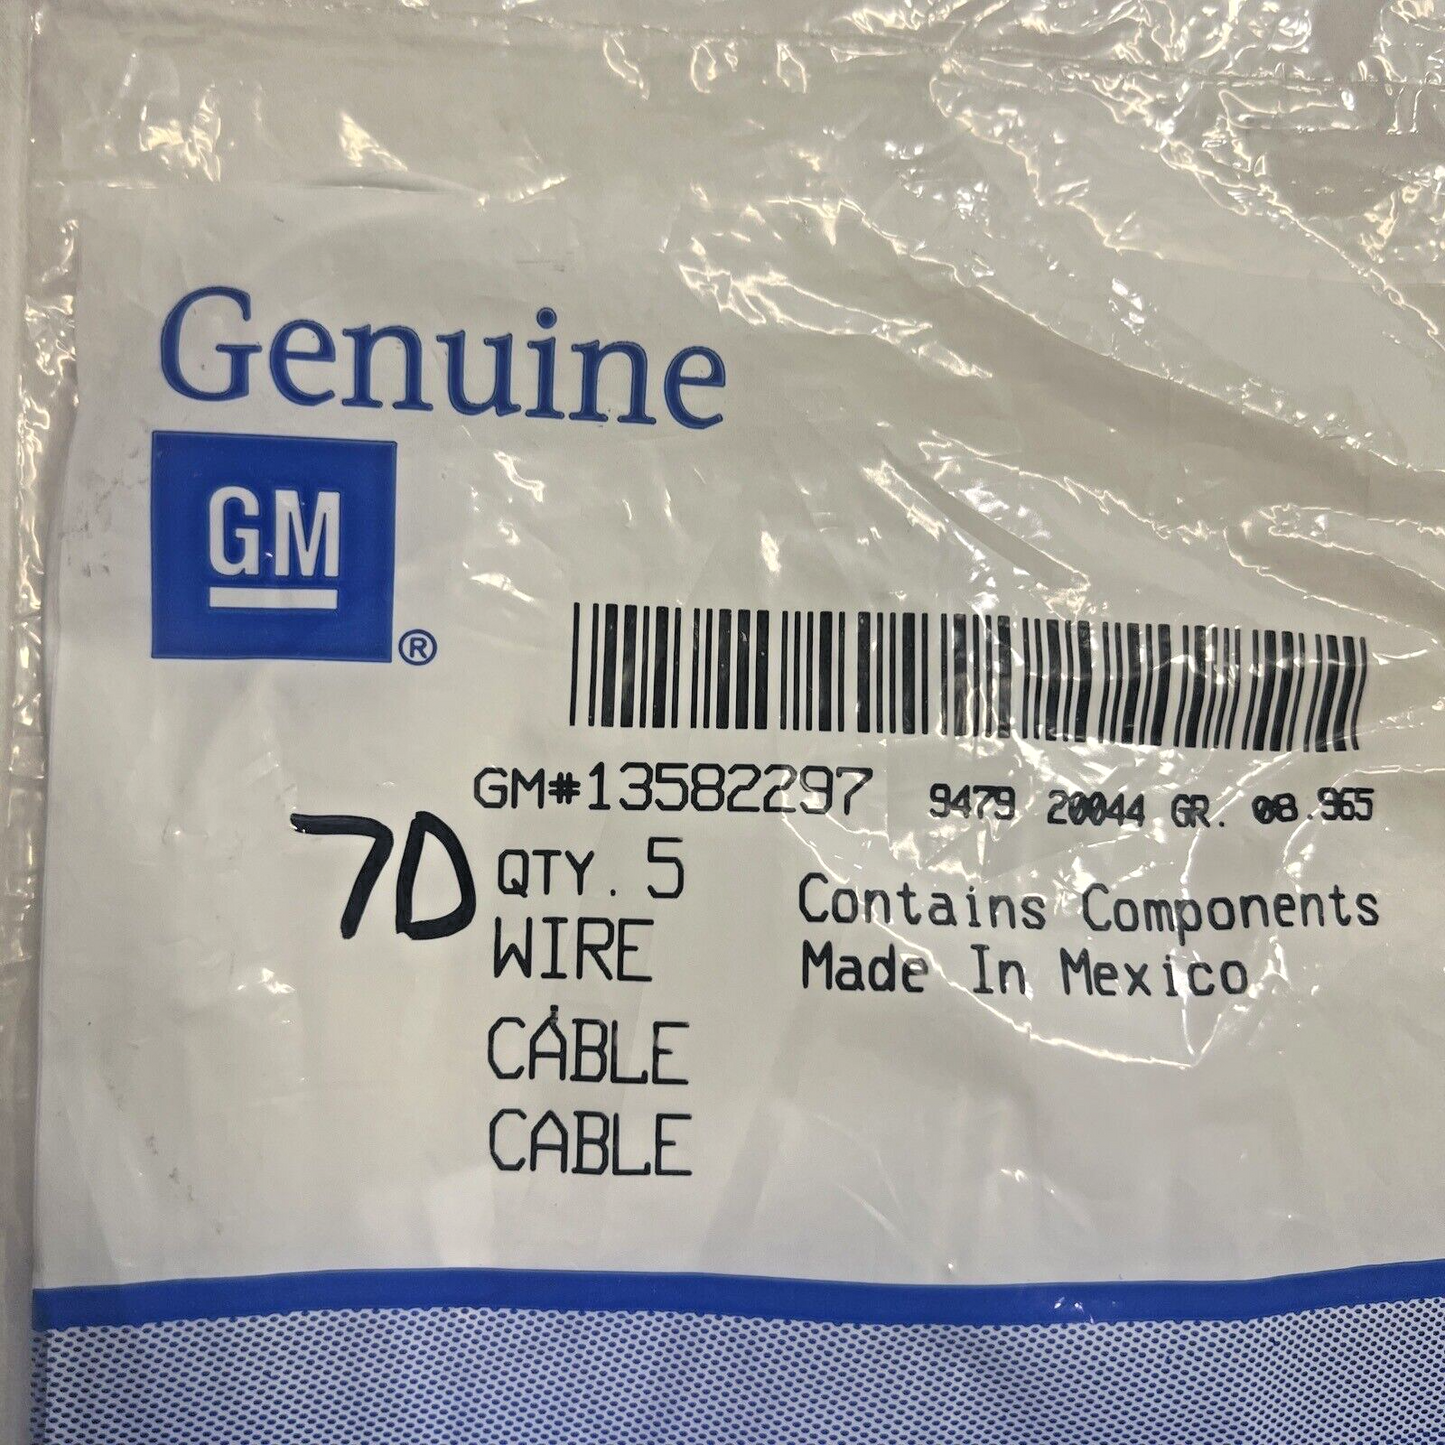 Genuine
GM
®
GM#13582297 9479 20044 GR. 08.965
7D QTY. 5
WIRE
CABLE
CABLE
Contains Components
Made In Mexico